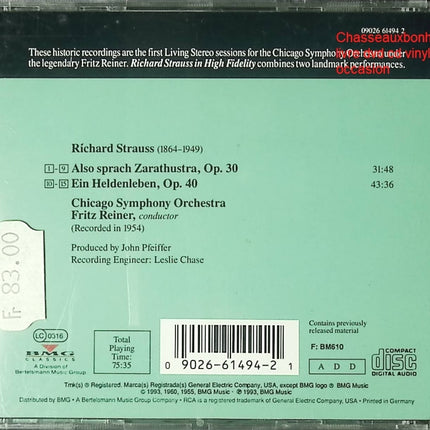 09026 61494 2
Chasseauxbonh
These historic recordings are the first Living Stereo sessions for the Chicago Symphony Orchestra under
the legendary Fritz Reiner. Richard Strauss in High Fidelity combines two landmark performances.
occasion
Richard Strauss (1864-1949)
1 - 9 Also sprach Zarathustra, Op. 30 31:48
10 - 15 Ein Heldenleben, Op. 40 43:36
Chicago Symphony Orchestra
Fritz Reiner, conductor
(Recorded in 1954)
Produced by John Pfeiffer
Recording Engineer: Leslie Chase
Fr 83.00
LC 0316
BMG
CLASSICS
A Division of
Bertelsmann Music Group
Total
Playing
Time:
75:35
0 9026-61494-2 1
Contains previously
released material
F: BM610
A D D
COMPACT
disc
DIGITAL AUDIO
Tmk(s) ® Registered. Marca(s) Registrada(s) General Electric Company, USA, except BMG logo ® BMG Music
© 1993, 1960, 1955, BMG Music • ℗ 1993, BMG Music
Distributed by BMG • A Bertelsmann Music Group Company • RCA is a registered trademark of General Electric Company, USA • Printed in Germany